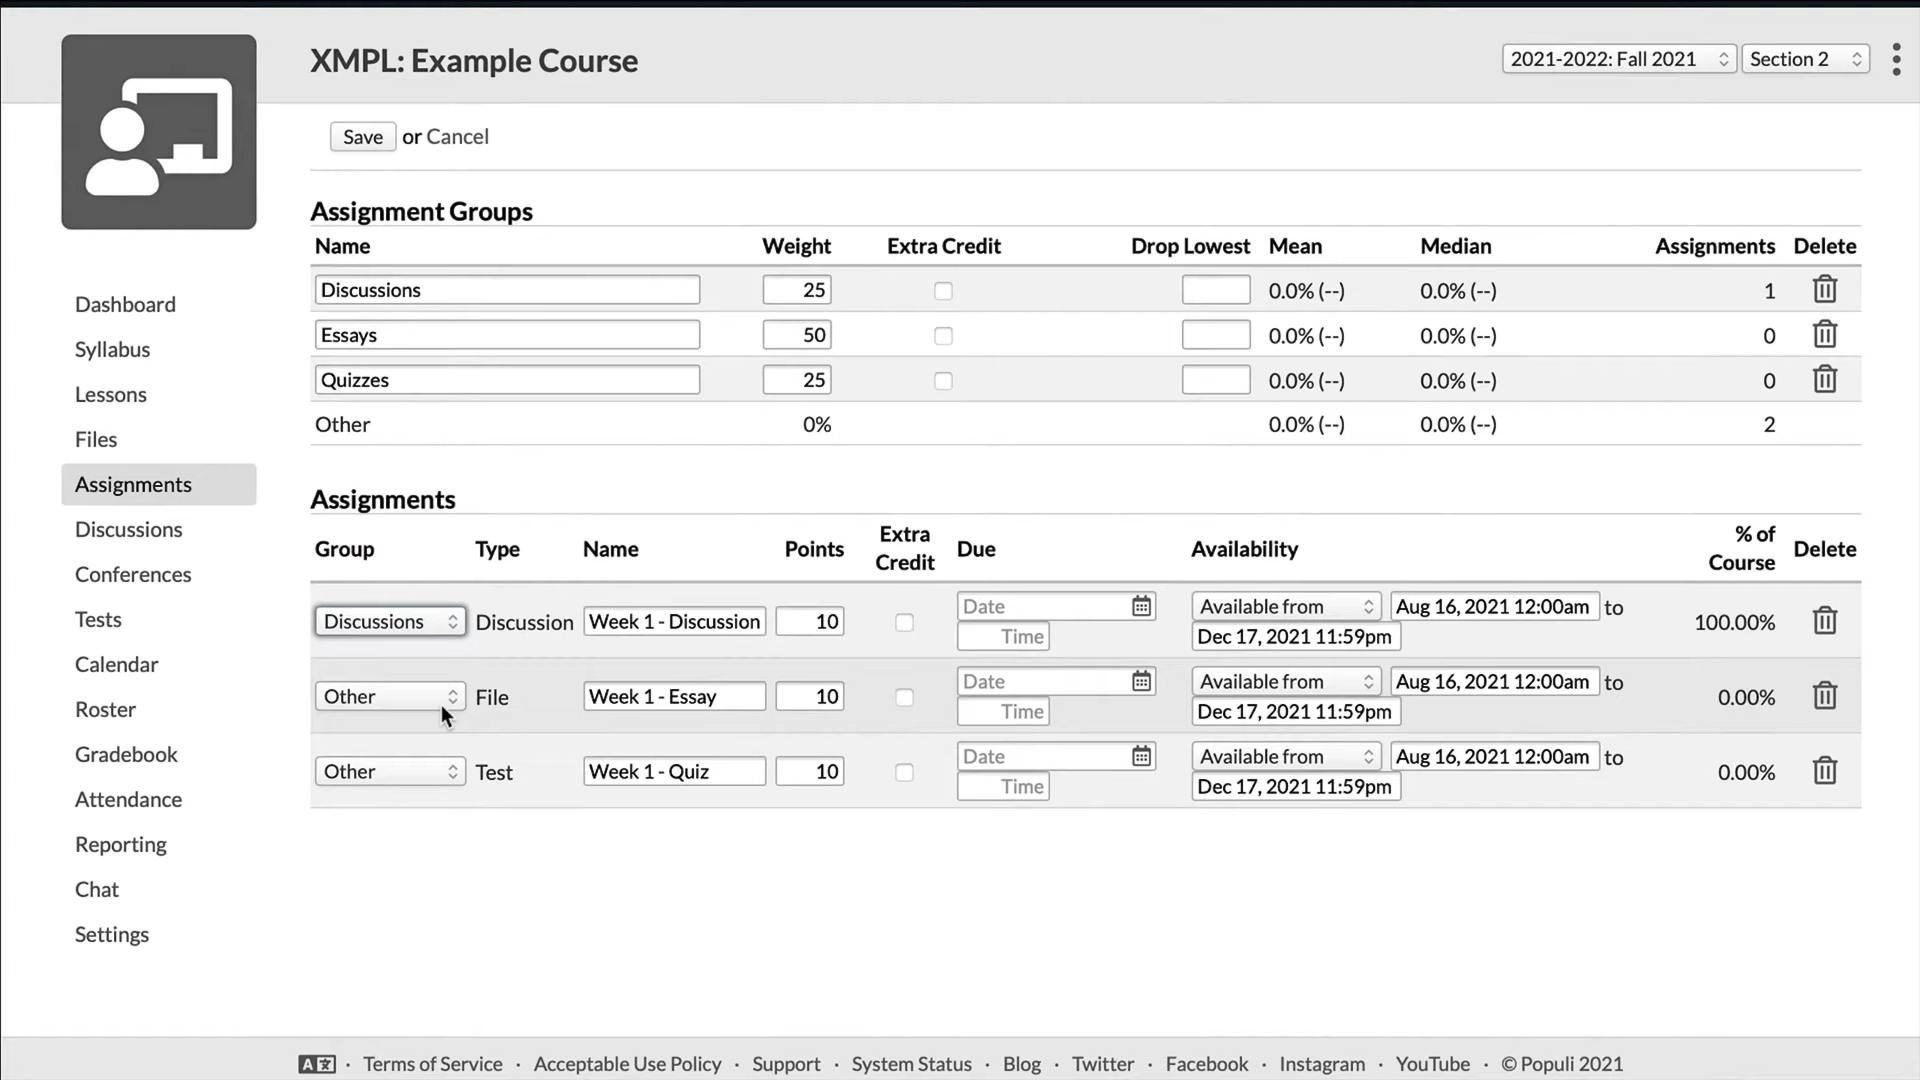 XMPL: Example Course
2021-2022: Fall 2021 Section 2
Save or Cancel
Assignment Groups
Name Weight Extra Credit Drop Lowest Mean Median Assignments Delete
Discussions 25 0.0% (--) 0.0% (--) 1
Essays 50 0.0% (--) 0.0% (--) 0
Quizzes 25 0.0% (--) 0.0% (--) 0
Other 0% 0.0% (--) 0.0% (--) 2
Dashboard
Syllabus
Lessons
Files
Assignments
Discussions
Conferences
Tests
Calendar
Roster
Gradebook
Attendance
Reporting
Chat
Settings
Assignments
Group Type Name Points Extra Credit Due Availability % of Course Delete
Discussions Discussion Week 1 - Discussion 10 Date Available from Aug 16, 2021 12:00am to 100.00%
Time Dec 17, 2021 11:59pm
Other File Week 1 - Essay 10 Date Available from Aug 16, 2021 12:00am to 0.00%
Time Dec 17, 2021 11:59pm
Other Test Week 1 - Quiz 10 Date Available from Aug 16, 2021 12:00am to 0.00%
Time Dec 17, 2021 11:59pm
A · Terms of Service · Acceptable Use Policy · Support · System Status · Blog · Twitter · Facebook · Instagram · YouTube · © Populi 2021